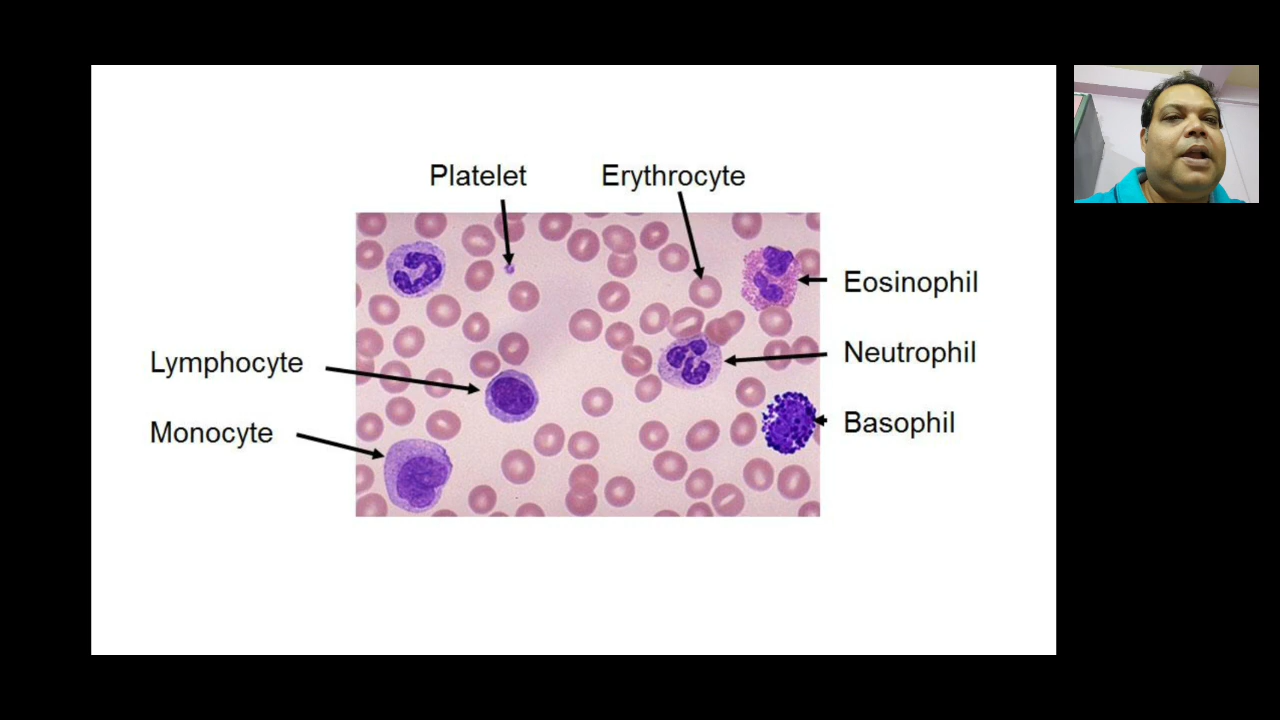 Platelet
Erythrocyte
Eosinophil
Neutrophil
Lymphocyte
Basophil
Monocyte